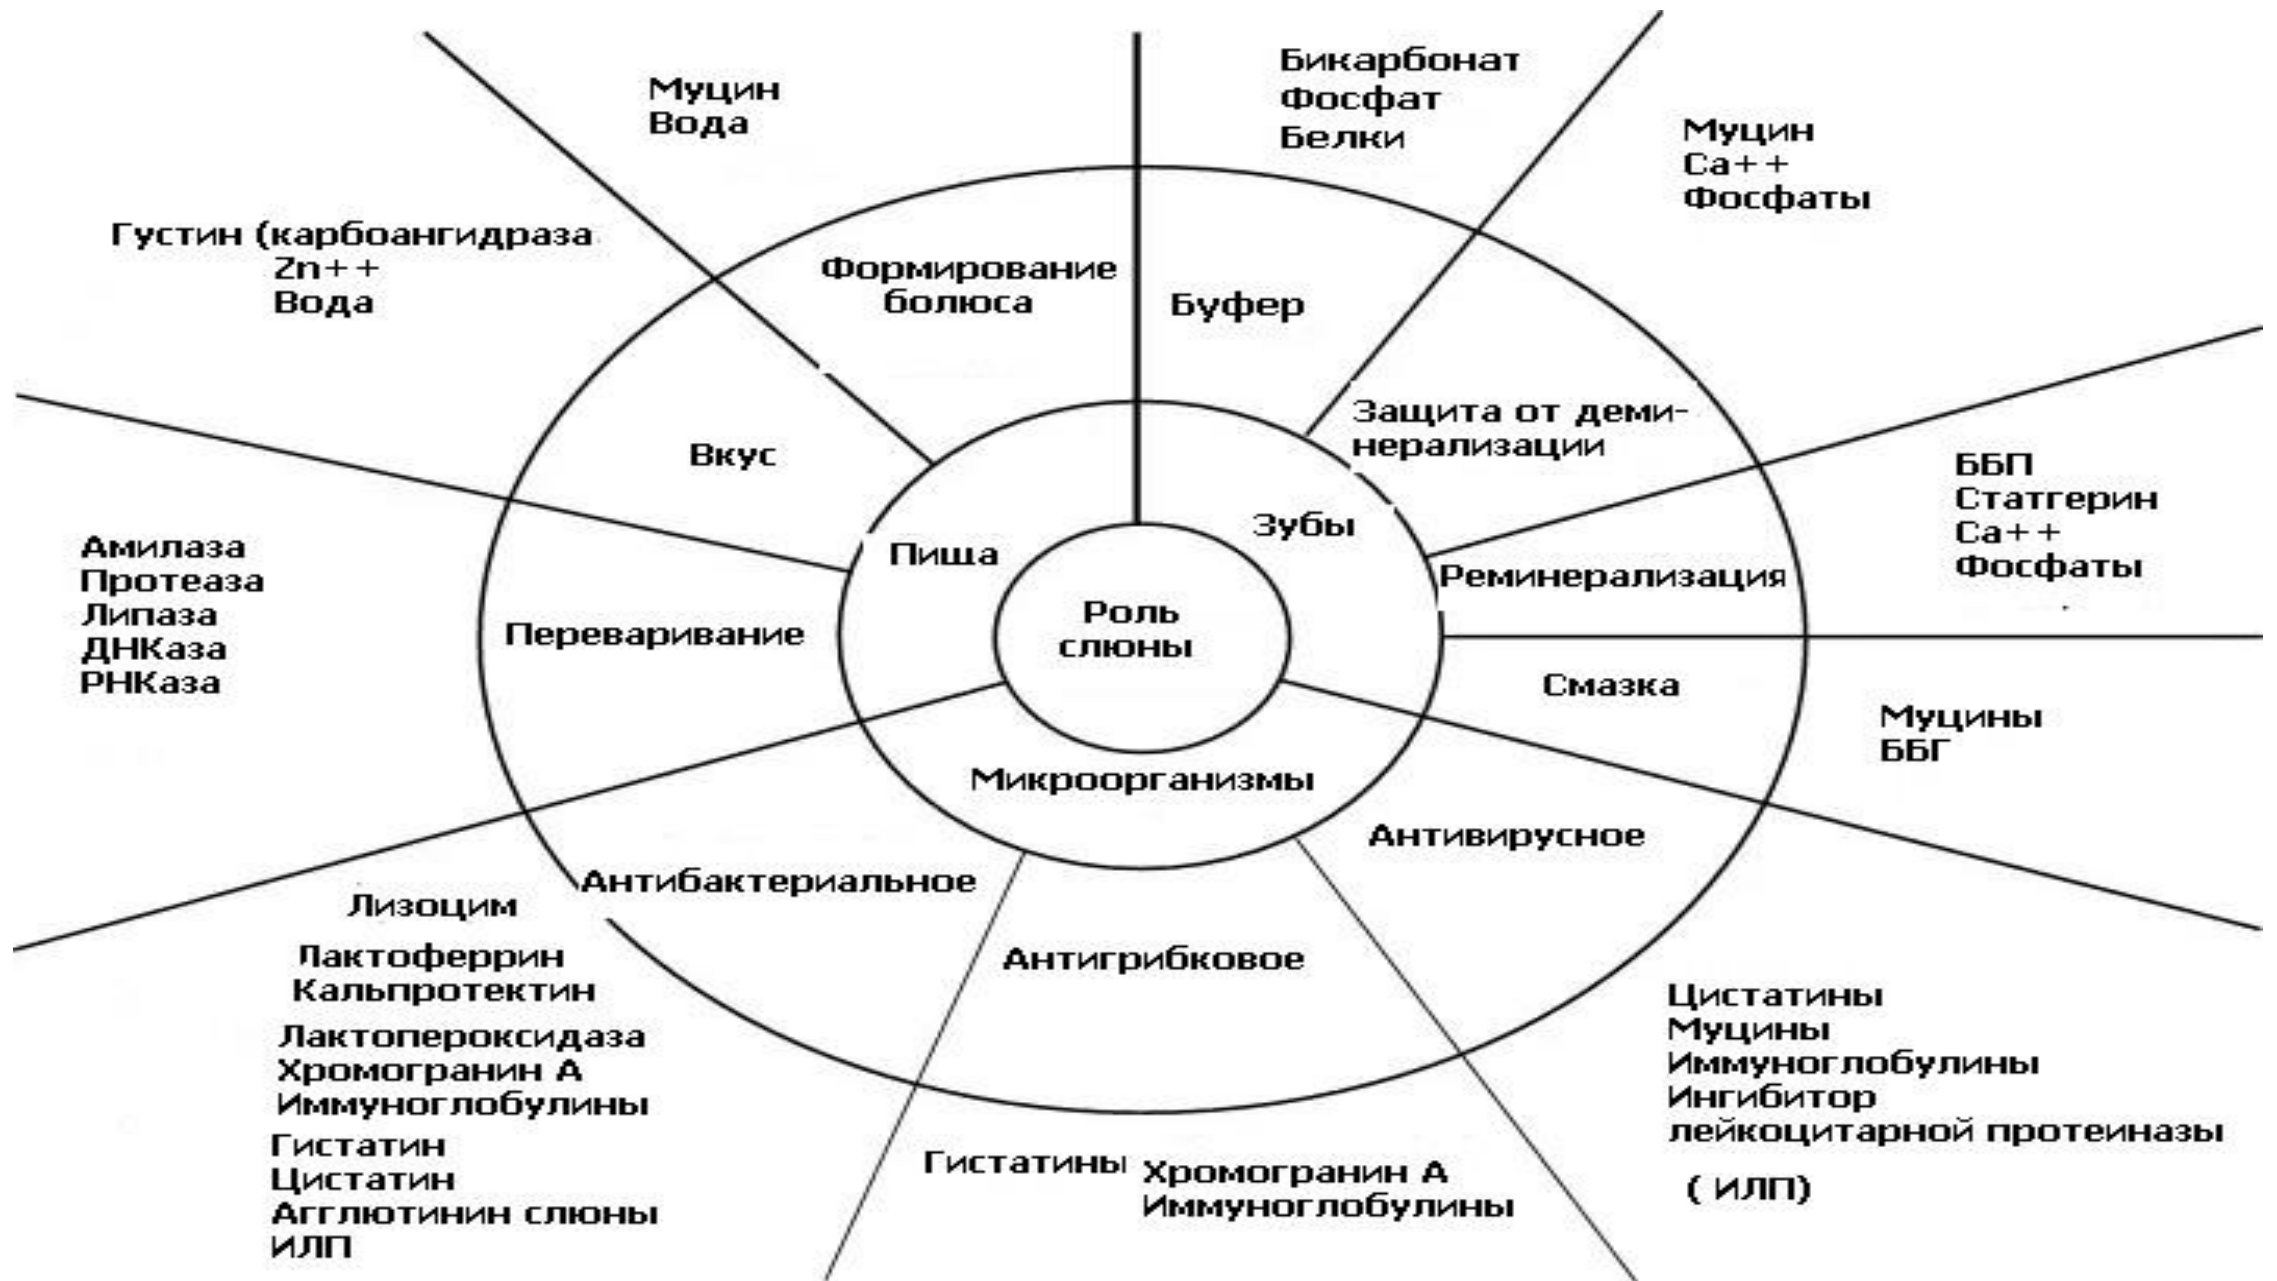 Бикарбонат
Фосфат
Белки
Муцин
Вода
Муцин
Ca++
Фосфаты
Густин (карбоангидраза
Zn++
Вода
Формирование
болюса
Буфер
Вкус
Защита от деми-
нерализации
ББП
Статгерин
Ca++
Фосфаты
Амилаза
Протеаза
Липаза
ДНКаза
РНКаза
Пища
Зубы
Реминерализация
Переваривание
Роль
слюны
Смазка
Муцины
ББГ
Микроорганизмы
Антивирусное
Антибактериальное
Антигрибковое
Лизоцим
Лактоферрин
Кальпротектин
Лактопероксидаза
Хромогранин А
Иммуноглобулины
Гистатин
Цистатин
Агглютинин слюны
ИЛП
Гистатины
Хромогранин А
Иммуноглобулины
Цистатины
Муцины
Иммуноглобулины
Ингибитор
лейкоцитарной протеиназы
( ИЛП)